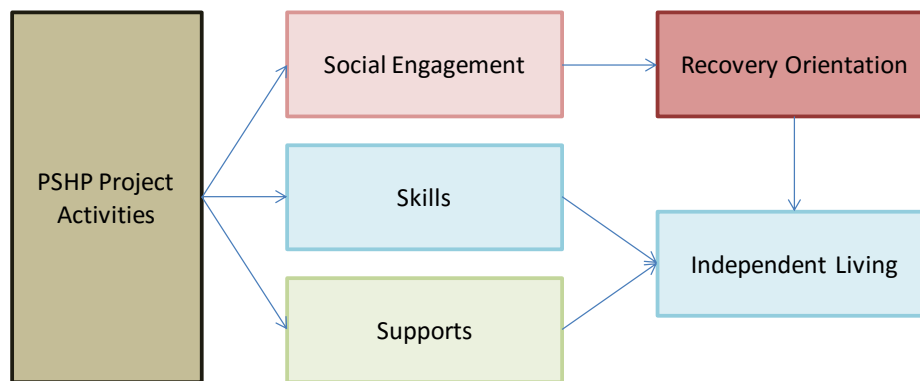 Social Engagement
Recovery Orientation
PSHP Project
Activities
Skills
Independent Living
Supports